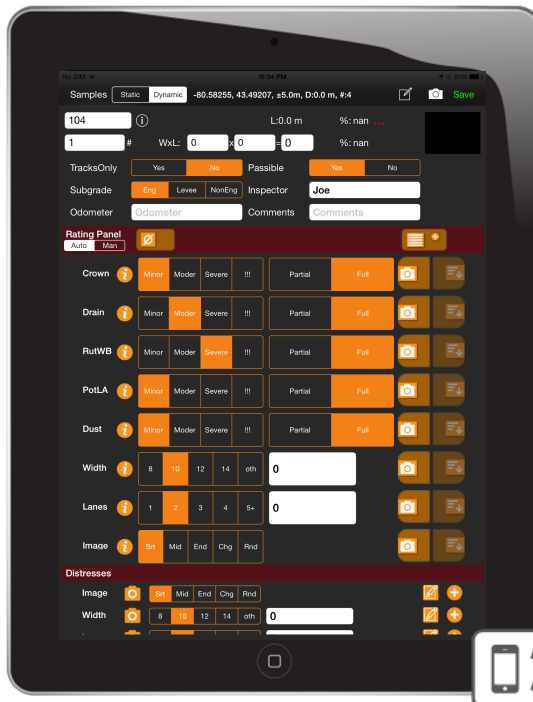 No SIM 10:34 PM 81%
Samples Static Dynamic -80.58255, 43.49207, ±5.0m, D:0.0 m, #:4 Save
104 i L:0.0 m %: nan ...
1 # WxL: 0 x 0 = 0 %: nan
TracksOnly Yes No Passible Yes No
Subgrade Eng Levee NonEng Inspector Joe
Odometer Odometer Comments Comments
Rating Panel
Auto Man
Crown i Minor Moder Severe !!! Partial Full
Drain i Minor Moder Severe !!! Partial Full
RutWB i Minor Moder Severe !!! Partial Full
PotLA i Minor Moder Severe !!! Partial Full
Dust i Minor Moder Severe !!! Partial Full
Width i 8 10 12 14 oth 0
Lanes i 1 2 3 4 5+ 0
Image i Srt Mid End Chg Rnd
Distresses
Image Srt Mid End Chg Rnd
Width 8 10 12 14 oth 0